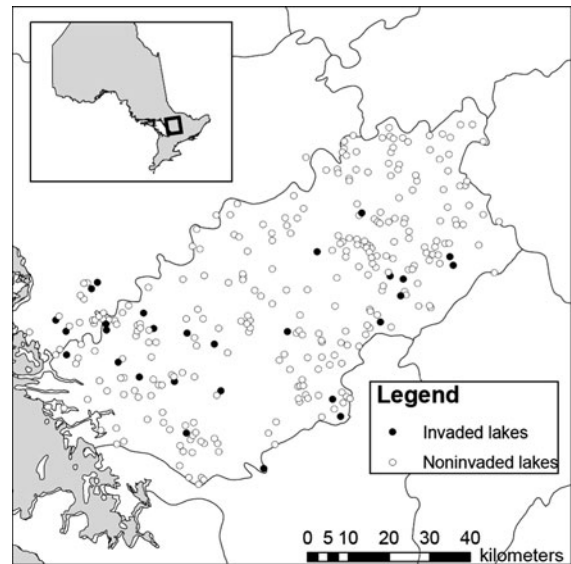 Legend
Invaded lakes
Noninvaded lakes
0 5 10 20 30 40
kilometers